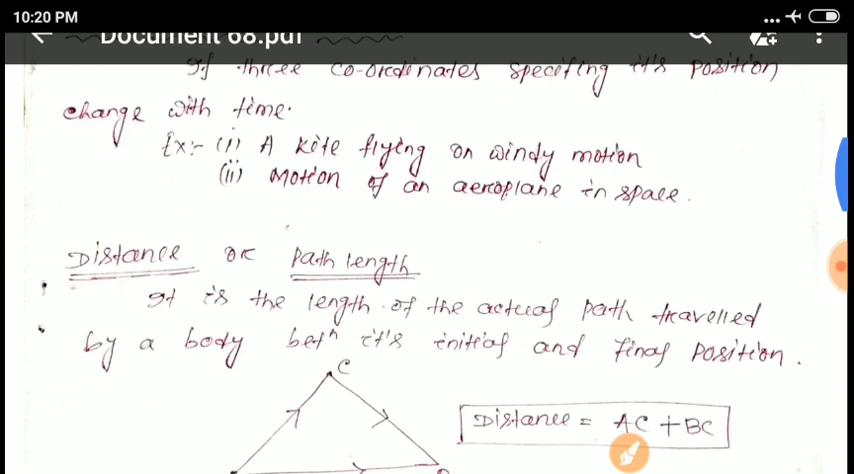 10:20 PM
Document 68.pdf
If three co-ordinates specifing it's position
change with time.
Ex:- (i) A kite flying on windy motion
(ii) Motion of an aeroplane in space.
Distance or Path length
It is the length of the actual path travelled
by a body betn it's initial and final position.
C
Distance = AC + BC